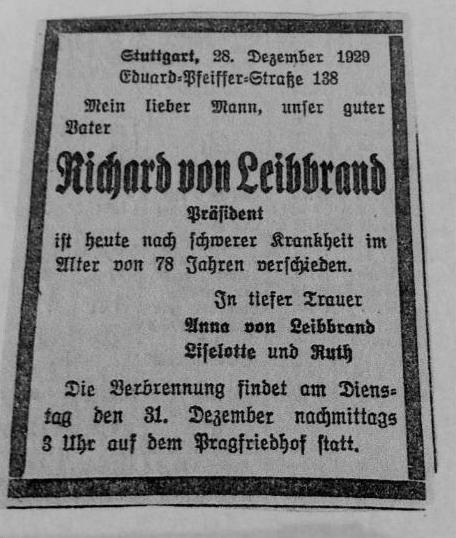 Stuttgart, 28. Dezember 1929
Eduard-Pfeiffer-Straße 138
Mein lieber Mann, unser guter
Vater
Richard von Leibbrand
Präsident
ist heute nach schwerer Krankheit im
Alter von 78 Jahren verschieden.
In tiefer Trauer
Anna von Leibbrand
Liselotte und Ruth
Die Verbrennung findet am Diens-
tag den 31. Dezember nachmittags
3 Uhr auf dem Pragfriedhof statt.